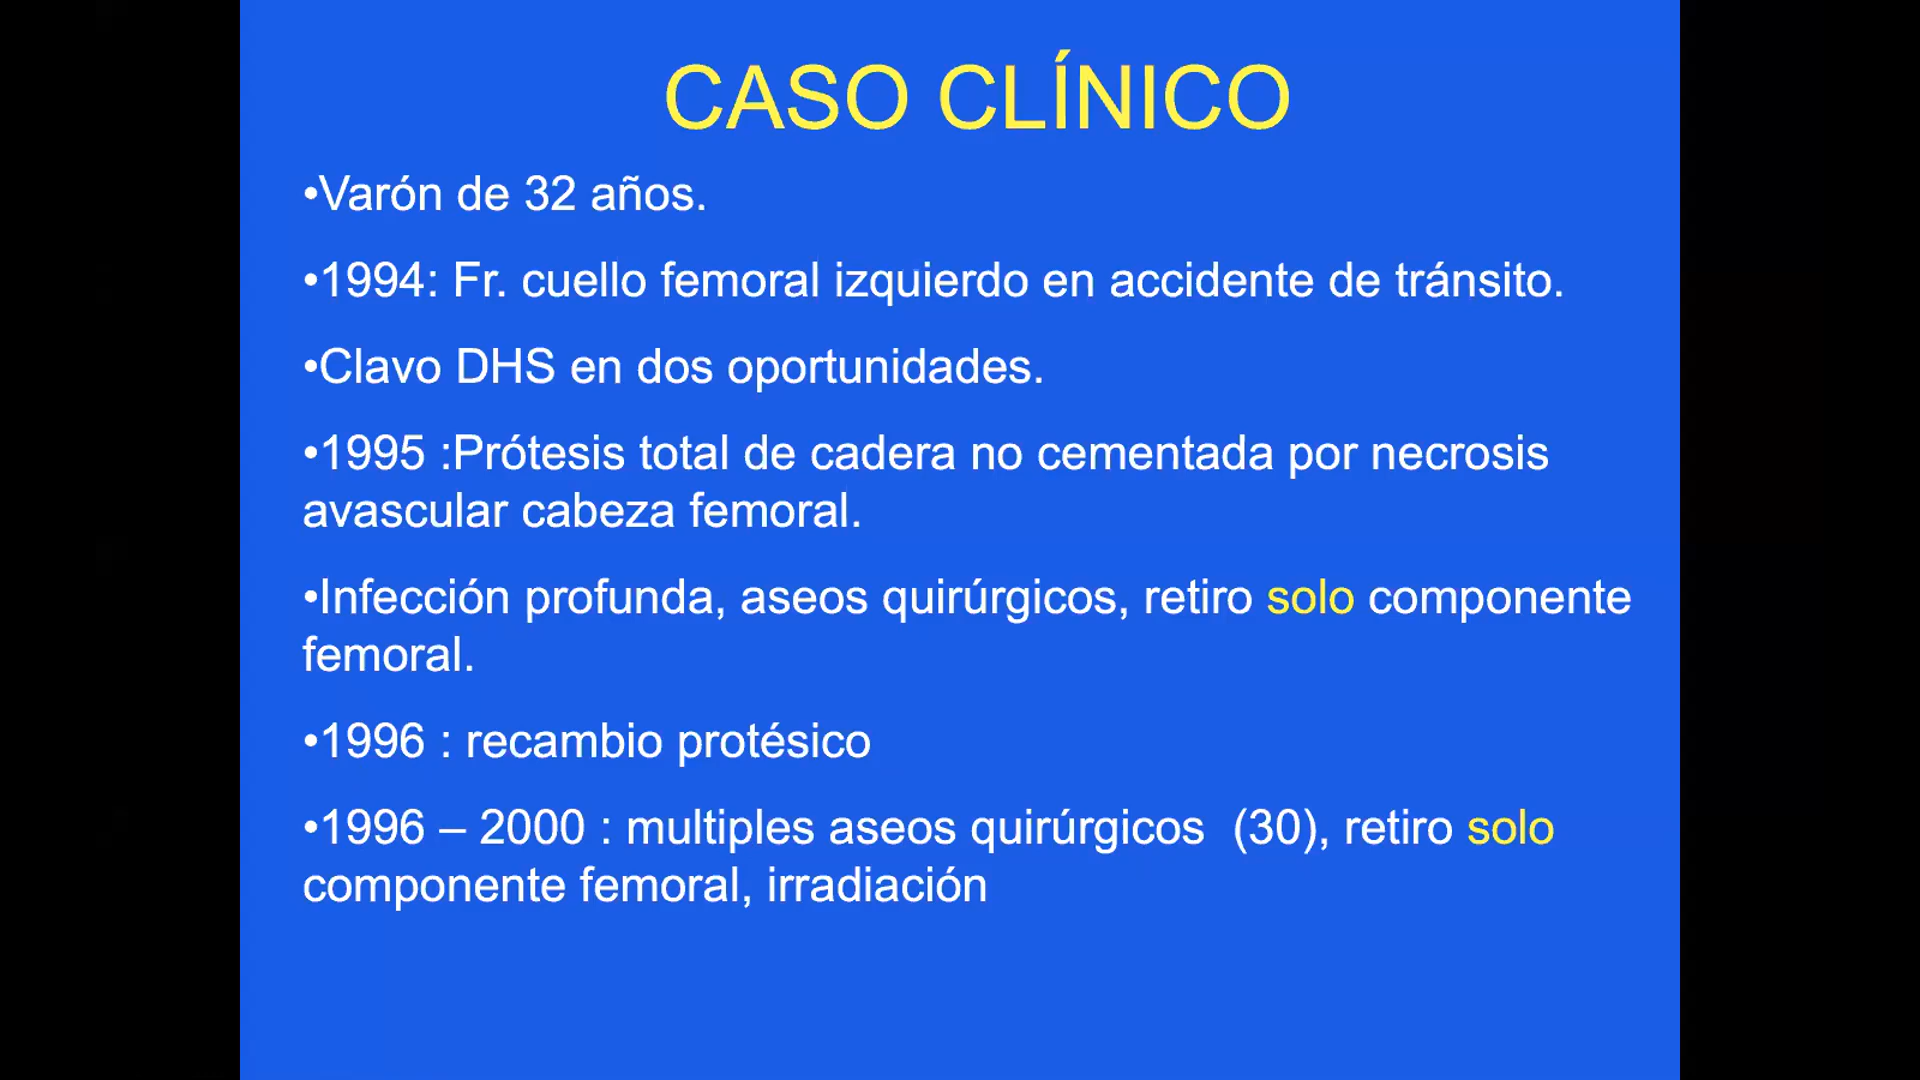 CASO CLÍNICO
•Varón de 32 años.
•1994: Fr. cuello femoral izquierdo en accidente de tránsito.
•Clavo DHS en dos oportunidades.
•1995 :Prótesis total de cadera no cementada por necrosis
avascular cabeza femoral.
•Infección profunda, aseos quirúrgicos, retiro solo componente
femoral.
•1996 : recambio protésico
•1996 – 2000 : multiples aseos quirúrgicos  (30), retiro solo
componente femoral, irradiación